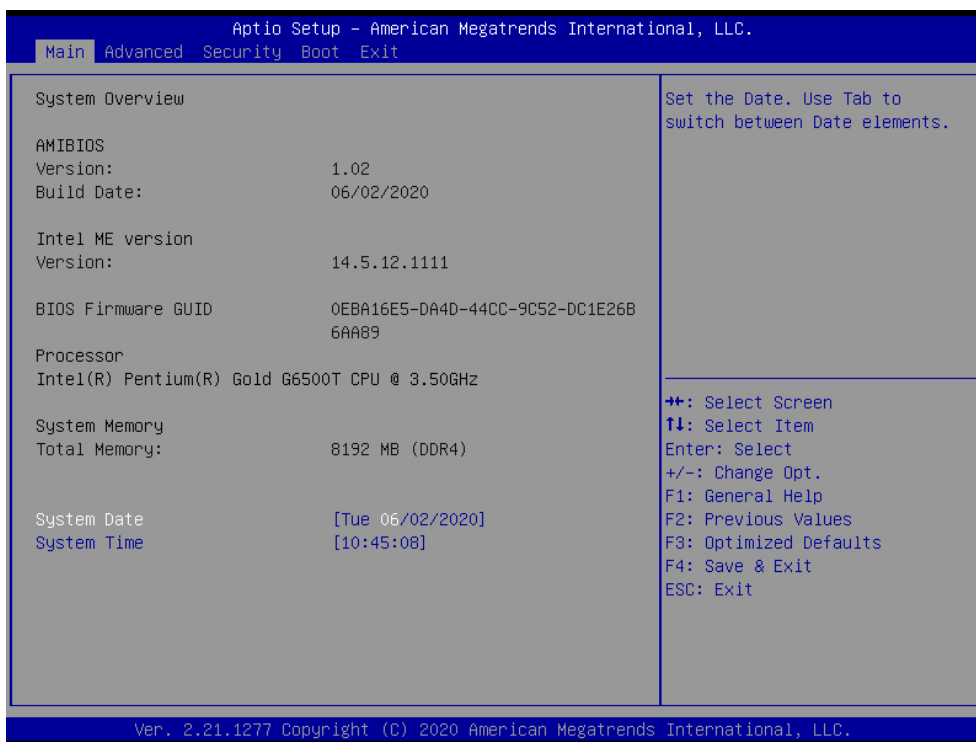 Aptio Setup – American Megatrends International, LLC.
Main Advanced Security Boot Exit
System Overview
AMIBIOS
Version: 1.02
Build Date: 06/02/2020
Intel ME version
Version: 14.5.12.1111
BIOS Firmware GUID 0EBA16E5-DA4D-44CC-9C52-DC1E26B
6AA89
Processor
Intel(R) Pentium(R) Gold G6500T CPU @ 3.50GHz
System Memory
Total Memory: 8192 MB (DDR4)
System Date [Tue 06/02/2020]
System Time [10:45:08]
Set the Date. Use Tab to
switch between Date elements.
→←: Select Screen
↑↓: Select Item
Enter: Select
+/-: Change Opt.
F1: General Help
F2: Previous Values
F3: Optimized Defaults
F4: Save & Exit
ESC: Exit
Ver. 2.21.1277 Copyright (C) 2020 American Megatrends International, LLC.